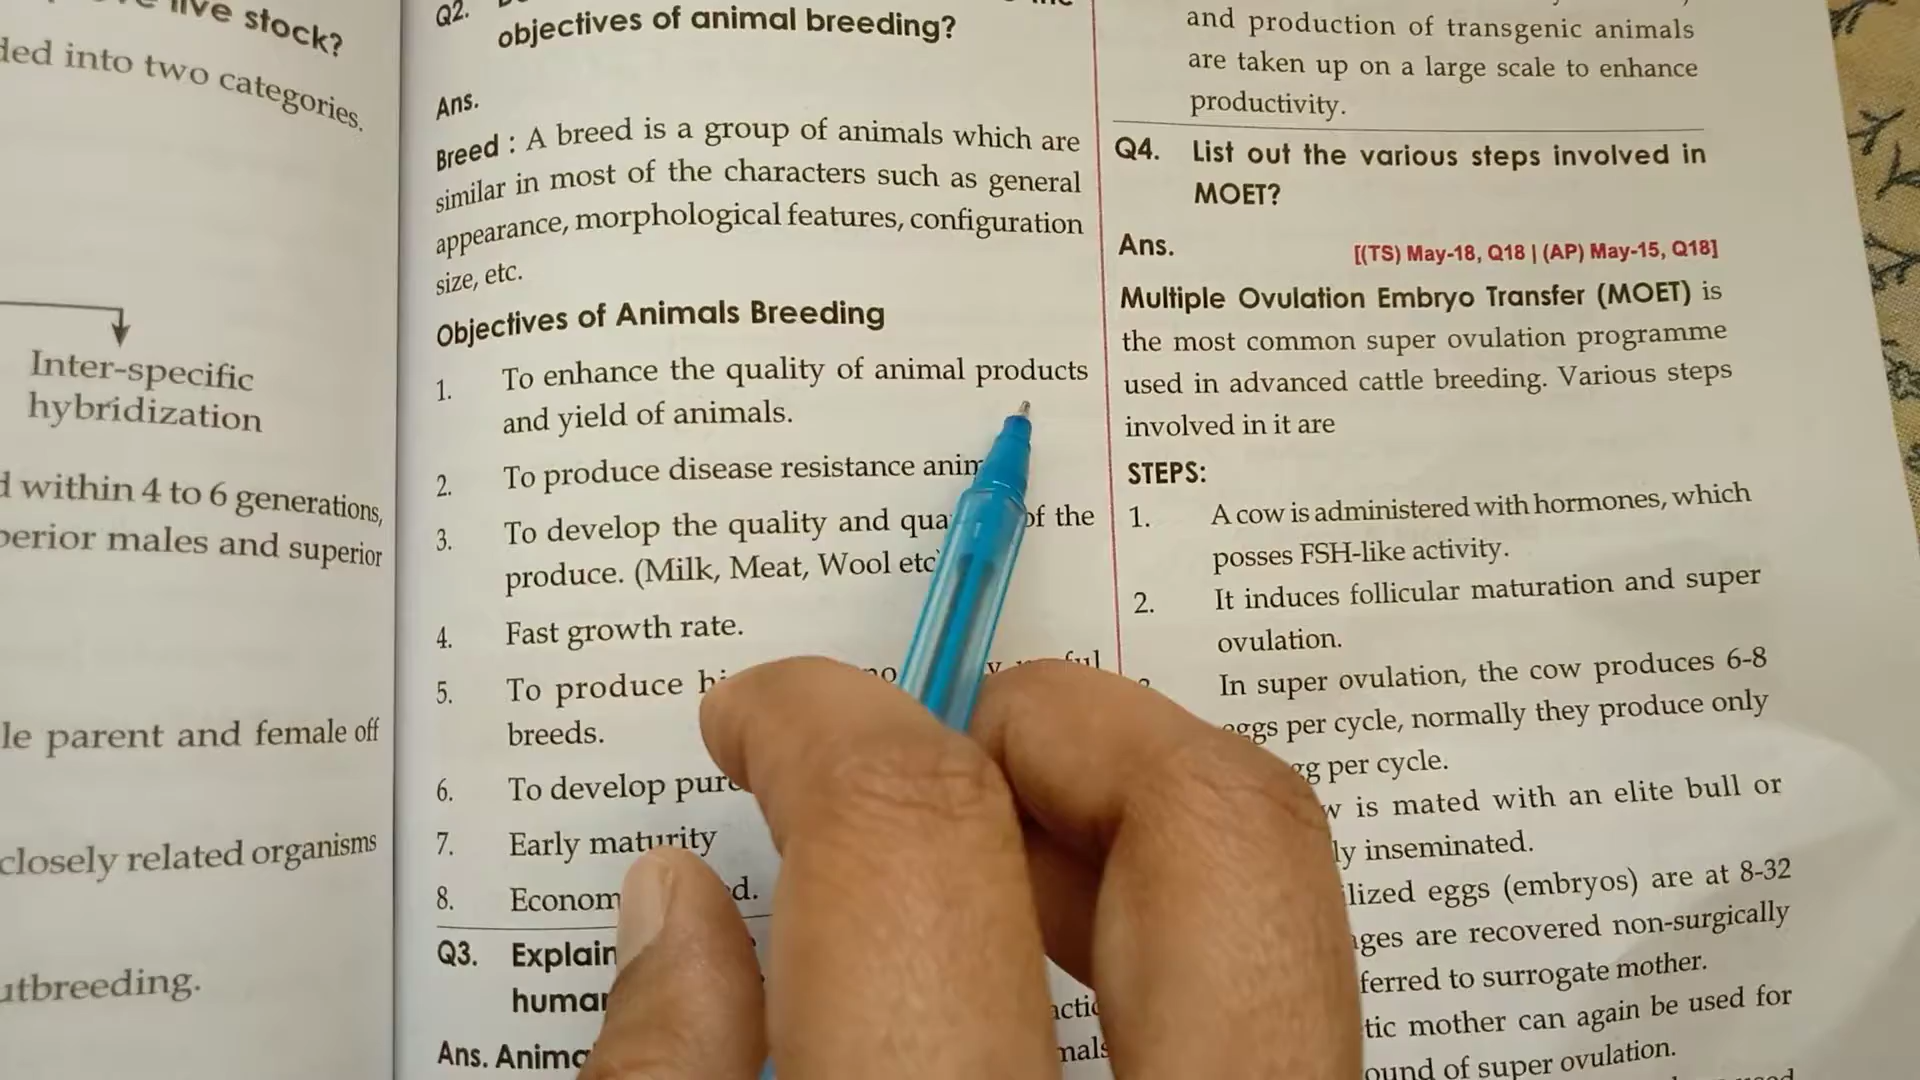 live stock?
into two categories.
Inter-specific
hybridization
within 4 to 6 generations,
males and superior
parent and female off
closely related organisms
Q2.
objectives of animal breeding?
Ans.
Breed : A breed is a group of animals which are
similar in most of the characters such as general
appearance, morphological features, configuration
size, etc.
Objectives of Animals Breeding
1. To enhance the quality of animal products
and yield of animals.
2. To produce disease resistance
3. To develop the quality and of the
produce. (Milk, Meat, Wool etc
4. Fast growth rate.
5. To produce
breeds.
6. To develop
7. Early maturity
8.
Q3. Explain
Ans.
and production of transgenic animals
are taken up on a large scale to enhance
productivity.
Q4. List out the various steps involved in
MOET?
Ans. [(TS) May-18, Q18 | (AP) May-15, Q18]
Multiple Ovulation Embryo Transfer (MOET) is
the most common super ovulation programme
used in advanced cattle breeding. Various steps
involved in it are
STEPS:
1. A cow is administered with hormones, which
posses FSH-like activity.
2. It induces follicular maturation and super
ovulation.
In super ovulation, the cow produces 6-8
eggs per cycle, normally they produce only
per cycle.
is mated with an elite bull or
inseminated.
eggs (embryos) are at 8-32
are recovered non-surgically
to surrogate mother.
mother can again be used for
of super ovulation.